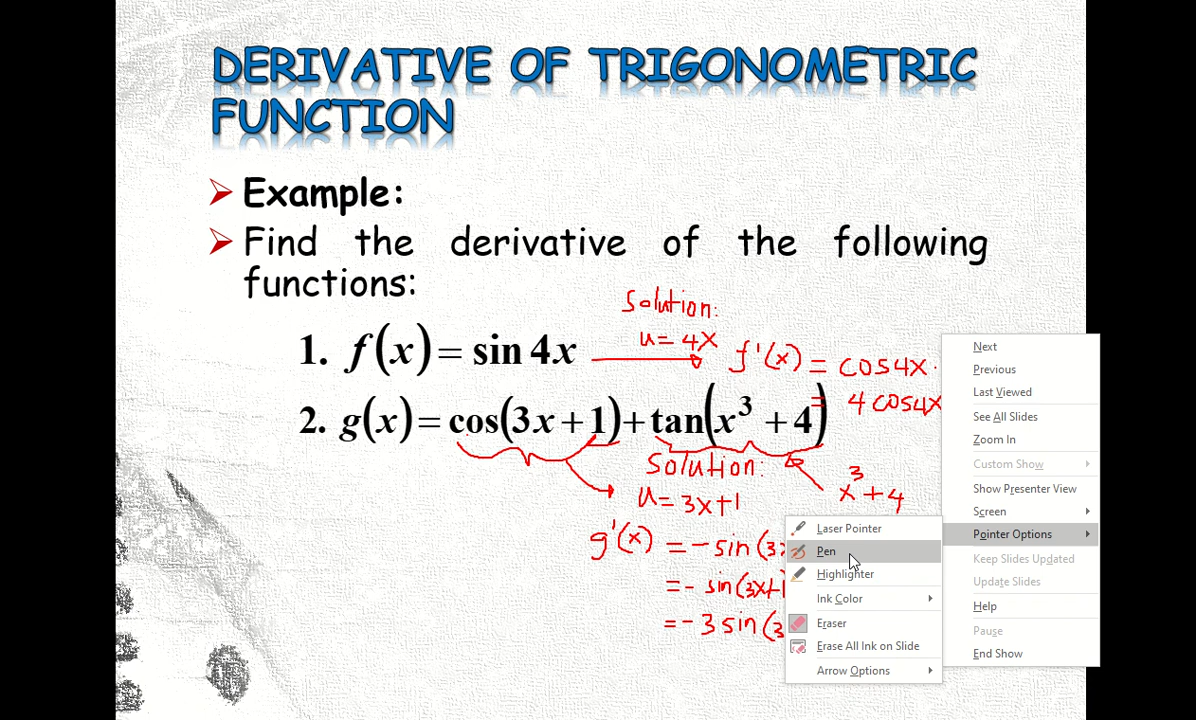 DERIVATIVE OF TRIGONOMETRIC
FUNCTION
Example:
Find the derivative of the following
functions:
Solution:
u = 4x
1. f(x) = sin 4x
f'(x) = cos4x ·
= 4 cos4x
2. g(x) = cos(3x + 1) + tan(x³ + 4)
Solution:
x³ + 4
u = 3x+1
g'(x) = - sin (3x
= - sin (3x+1
= - 3 sin (3
Next
Previous
Last Viewed
See All Slides
Zoom In
Custom Show
Show Presenter View
Screen
Pointer Options
Keep Slides Updated
Update Slides
Help
Pause
End Show
Laser Pointer
Pen
Highlighter
Ink Color
Eraser
Erase All Ink on Slide
Arrow Options